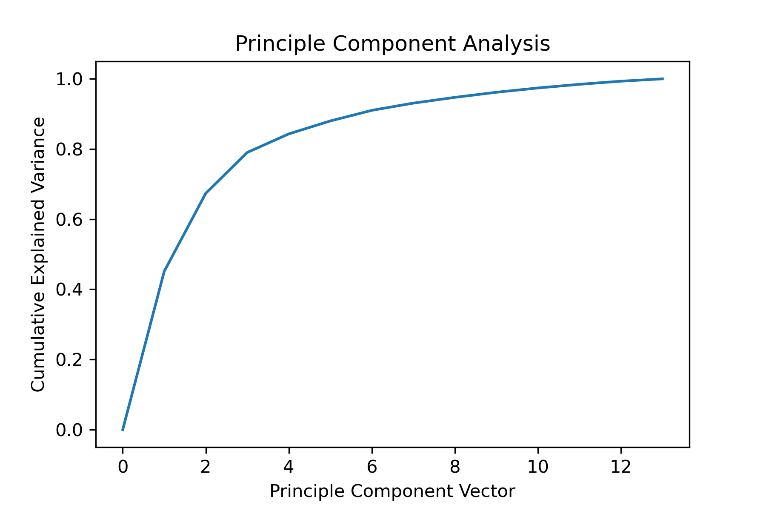 Principle Component Analysis
1.0
0.8
0.6
0.4
0.2
0.0
Cumulative Explained Variance
0 2 4 6 8 10 12
Principle Component Vector